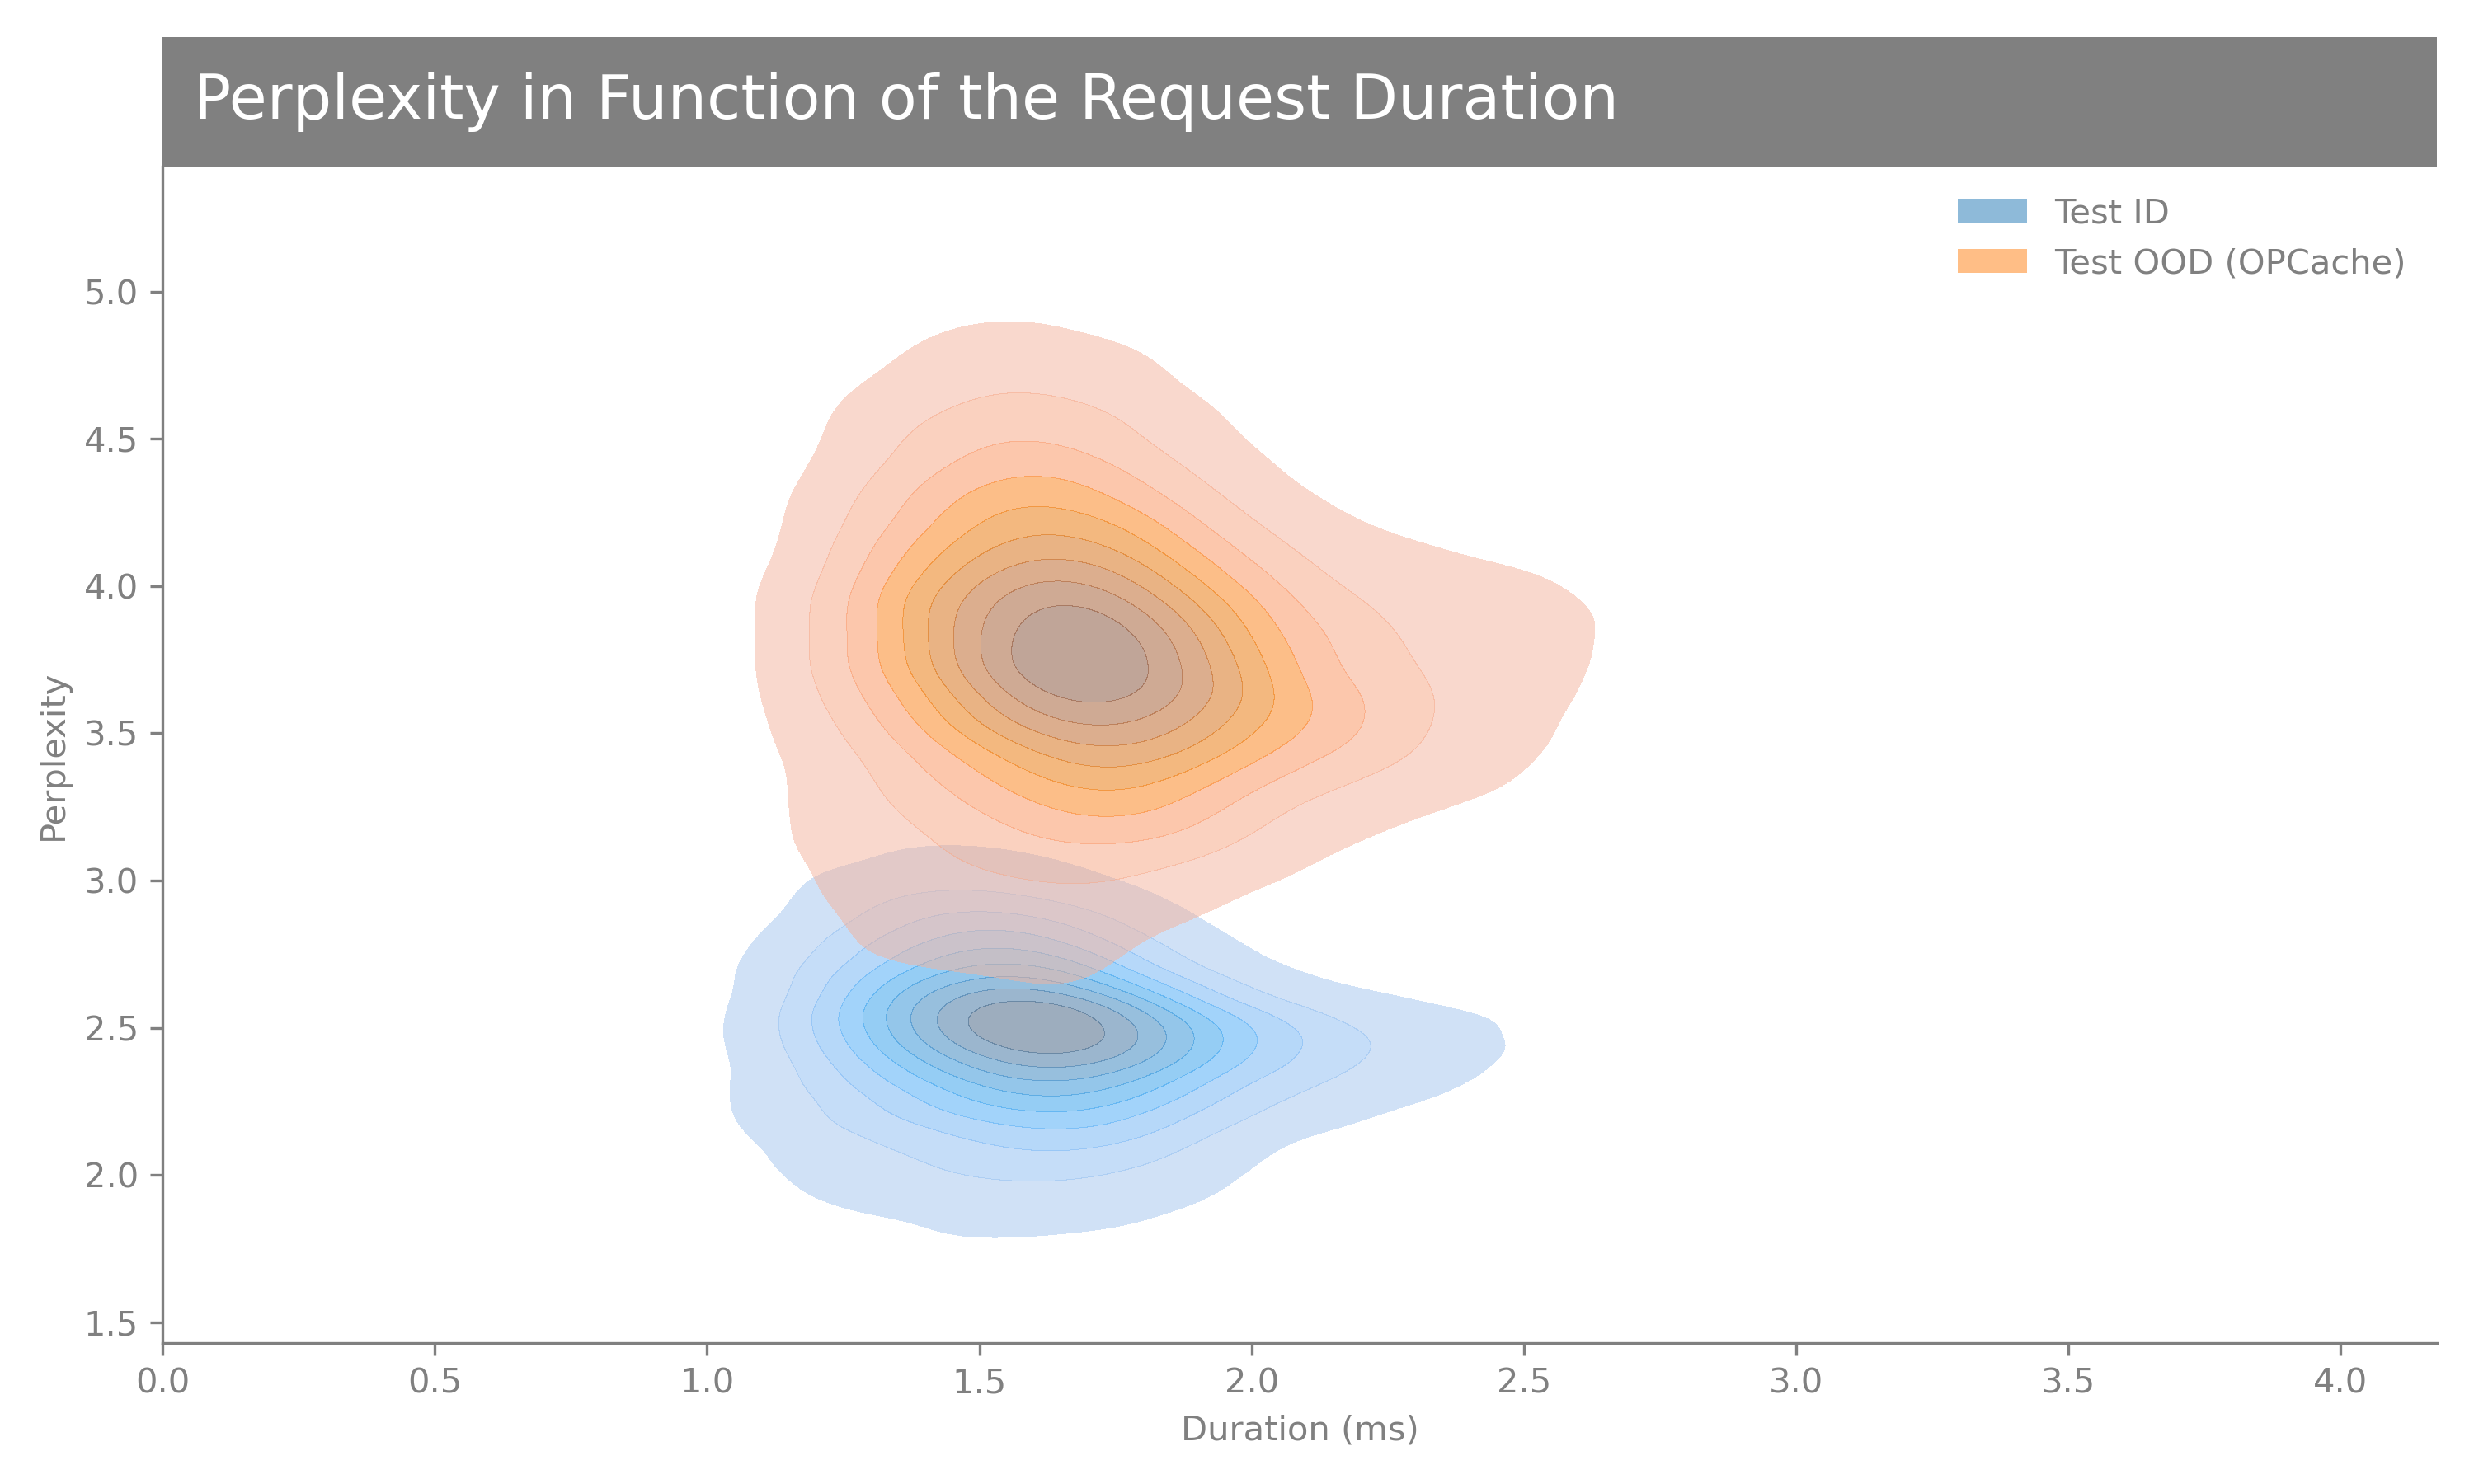 Perplexity in Function of the Request Duration
Test ID
Test OOD (OPCache)
5.0
4.5
4.0
3.5
3.0
2.5
2.0
1.5
Perplexity
0.0 0.5 1.0 1.5 2.0 2.5 3.0 3.5 4.0
Duration (ms)